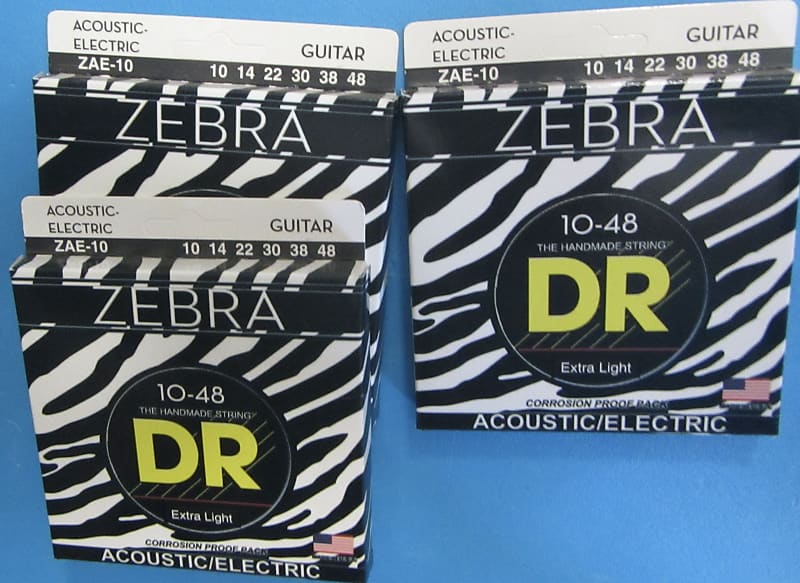 ACOUSTIC-
ELECTRIC GUITAR
ZAE-10 10 14 22 30 38 48
ZEBRA
ACOUSTIC-
ELECTRIC GUITAR
ZAE-10 10 14 22 30 38 48
ZEBRA
10-48
THE HANDMADE STRING
DR
Extra Light
CORROSION PROOF PACK
ACOUSTIC/ELECTRIC
ACOUSTIC-
ELECTRIC GUITAR
ZAE-10 10 14 22 30 38 48
ZEBRA
10-48
THE HANDMADE STRING
DR
Extra Light
CORROSION PROOF PACK
ACOUSTIC/ELECTRIC